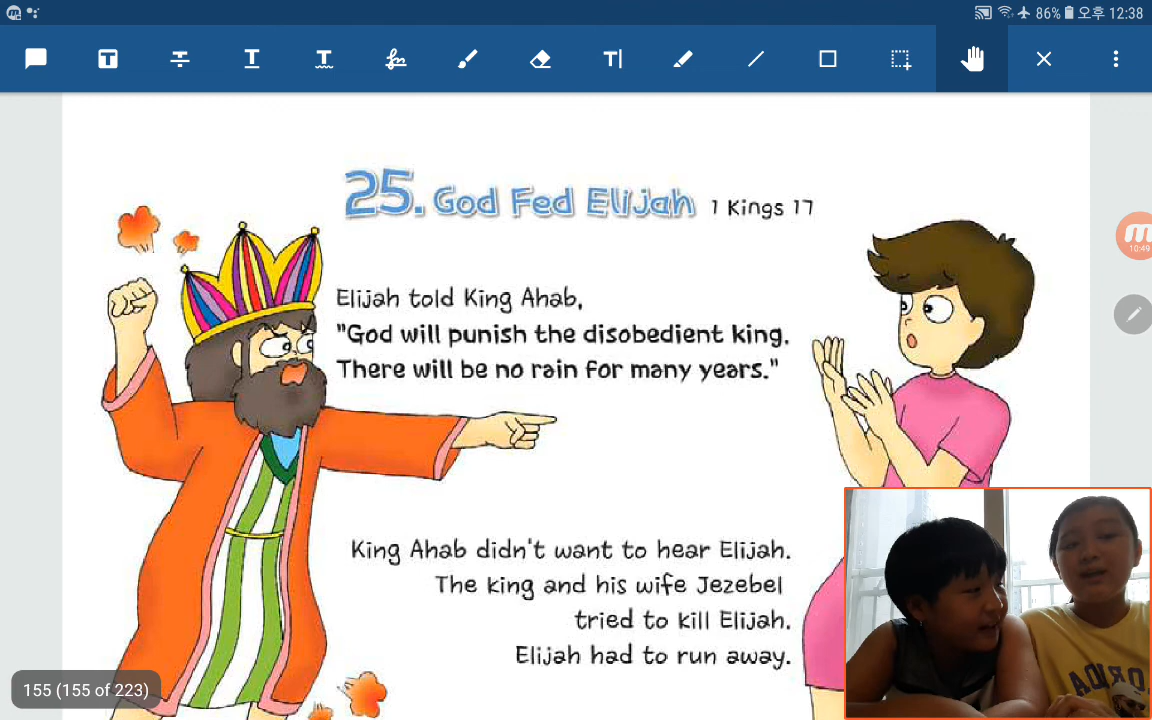 86% 오후 12:38
25. God Fed Elijah 1 Kings 17
10:49
Elijah told King Ahab,
"God will punish the disobedient king.
There will be no rain for many years."
King Ahab didn't want to hear Elijah.
The king and his wife Jezebel
tried to kill Elijah.
Elijah had to run away.
155 (155 of 223)